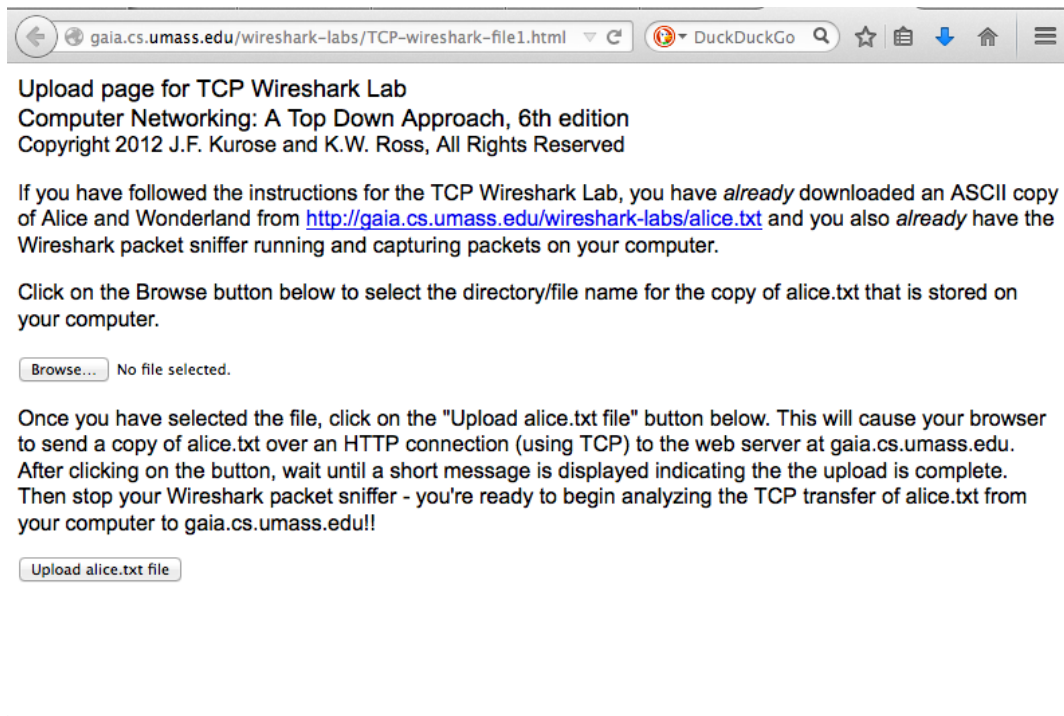 gaia.cs.umass.edu/wireshark-labs/TCP-wireshark-file1.html DuckDuckGo
Upload page for TCP Wireshark Lab
Computer Networking: A Top Down Approach, 6th edition
Copyright 2012 J.F. Kurose and K.W. Ross, All Rights Reserved
If you have followed the instructions for the TCP Wireshark Lab, you have already downloaded an ASCII copy
of Alice and Wonderland from http://gaia.cs.umass.edu/wireshark-labs/alice.txt and you also already have the
Wireshark packet sniffer running and capturing packets on your computer.
Click on the Browse button below to select the directory/file name for the copy of alice.txt that is stored on
your computer.
Browse... No file selected.
Once you have selected the file, click on the "Upload alice.txt file" button below. This will cause your browser
to send a copy of alice.txt over an HTTP connection (using TCP) to the web server at gaia.cs.umass.edu.
After clicking on the button, wait until a short message is displayed indicating the the upload is complete.
Then stop your Wireshark packet sniffer - you're ready to begin analyzing the TCP transfer of alice.txt from
your computer to gaia.cs.umass.edu!!
Upload alice.txt file